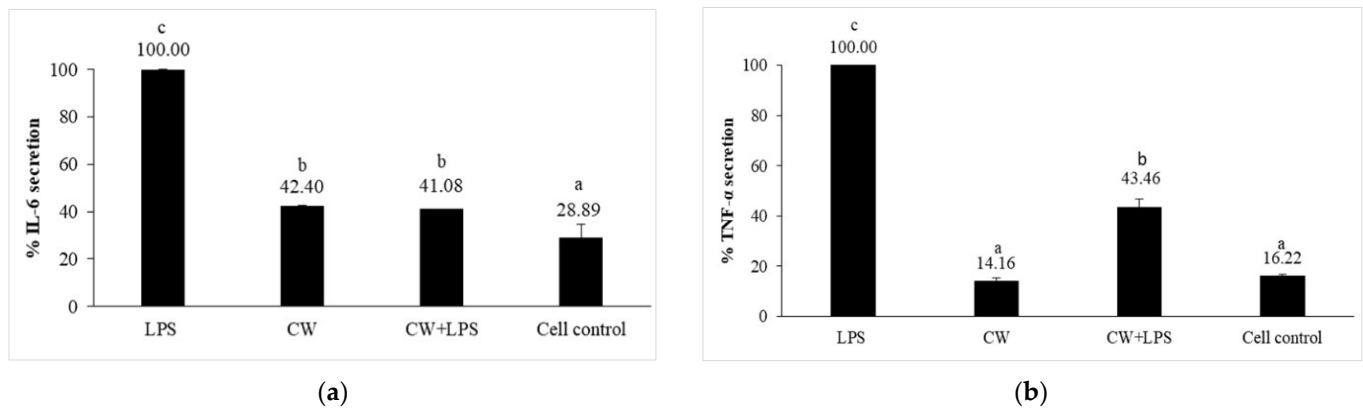 c
100.00
100
80
60
40
20
0
% IL-6 secretion
b
42.40
b
41.08
a
28.89
LPS CW CW+LPS Cell control
(a)
c
100.00
100
80
60
40
20
0
% TNF-α secretion
a
14.16
b
43.46
a
16.22
LPS CW CW+LPS Cell control
(b)